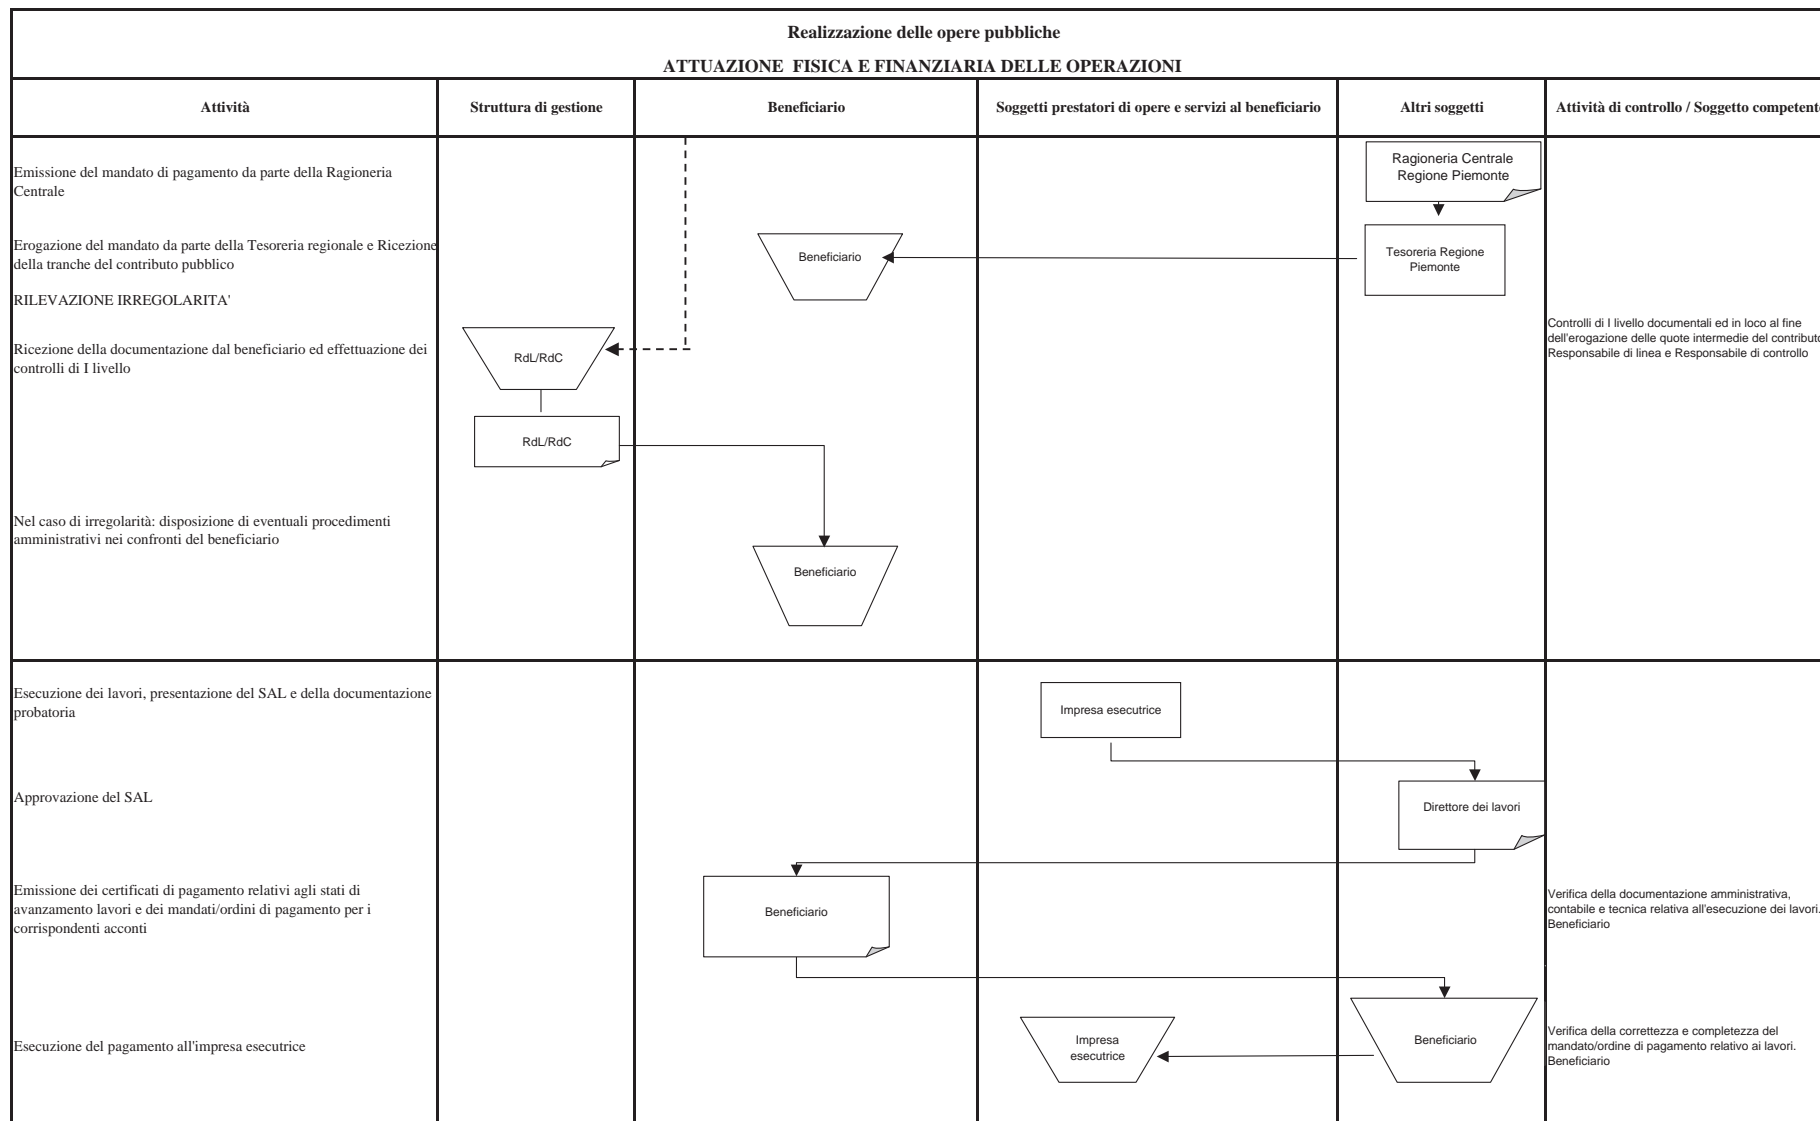 Realizzazione delle opere pubbliche
ATTUAZIONE FISICA E FINANZIARIA DELLE OPERAZIONI
Attività
Struttura di gestione
Beneficiario
Soggetti prestatori di opere e servizi al beneficiario
Altri soggetti
Attività di controllo / Soggetto competente
Emissione del mandato di pagamento da parte della Ragioneria
Centrale
Ragioneria Centrale
Regione Piemonte
Erogazione del mandato da parte della Tesoreria regionale e Ricezione
della tranche del contributo pubblico
Beneficiario
Tesoreria Regione
Piemonte
RILEVAZIONE IRREGOLARITA'
Ricezione della documentazione dal beneficiario ed effettuazione dei
controlli di I livello
RdL/RdC
Controlli di I livello documentali ed in loco al fine
dell'erogazione delle quote intermedie del contributo
Responsabile di linea e Responsabile di controllo
RdL/RdC
Nel caso di irregolarità: disposizione di eventuali procedimenti
amministrativi nei confronti del beneficiario
Beneficiario
Esecuzione dei lavori, presentazione del SAL e della documentazione
probatoria
Impresa esecutrice
Approvazione del SAL
Direttore dei lavori
Emissione dei certificati di pagamento relativi agli stati di
avanzamento lavori e dei mandati/ordini di pagamento per i
corrispondenti acconti
Beneficiario
Verifica della documentazione amministrativa,
contabile e tecnica relativa all'esecuzione dei lavori.
Beneficiario
Esecuzione del pagamento all'impresa esecutrice
Impresa
esecutrice
Beneficiario
Verifica della correttezza e completezza del
mandato/ordine di pagamento relativo ai lavori.
Beneficiario